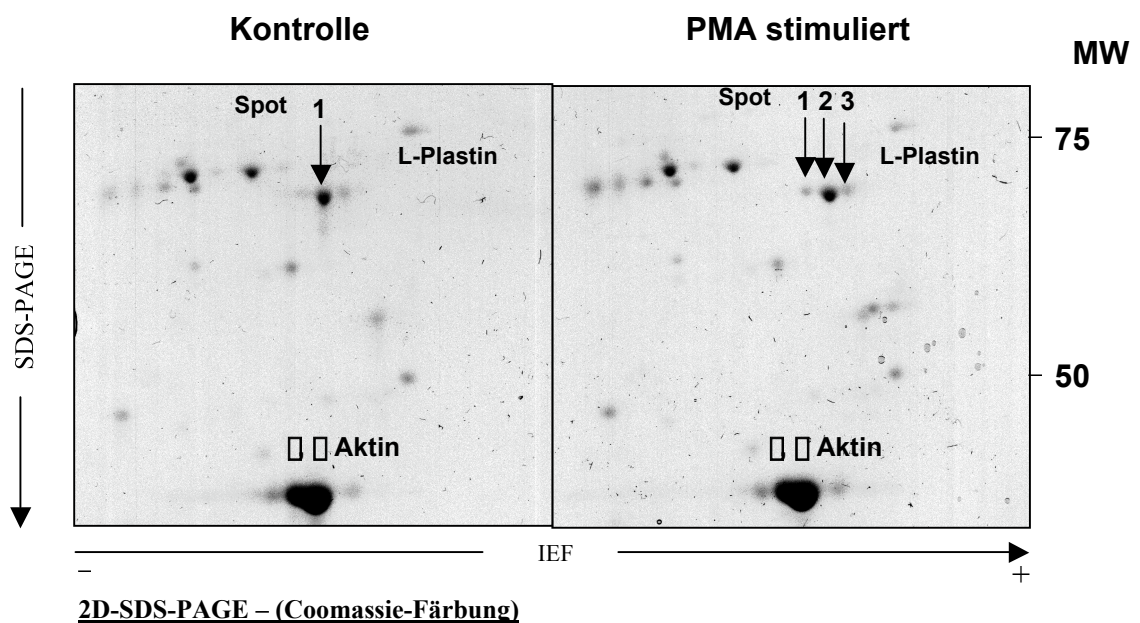 Kontrolle PMA stimuliert
MW
Spot 1
Spot 1 2 3
L-Plastin
L-Plastin
75
50
SDS-PAGE
▯, ▯ Aktin
▯, ▯ Aktin
IEF
– +
2D-SDS-PAGE – (Coomassie-Färbung)